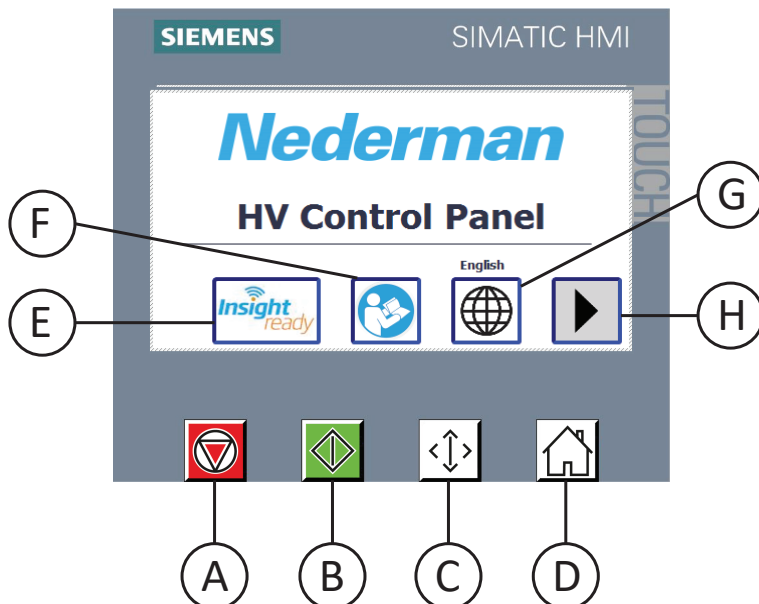 SIEMENS
SIMATIC HMI
TOUCH
Nederman
HV Control Panel
G
F
English
Insight
ready
E
H
A
B
C
D